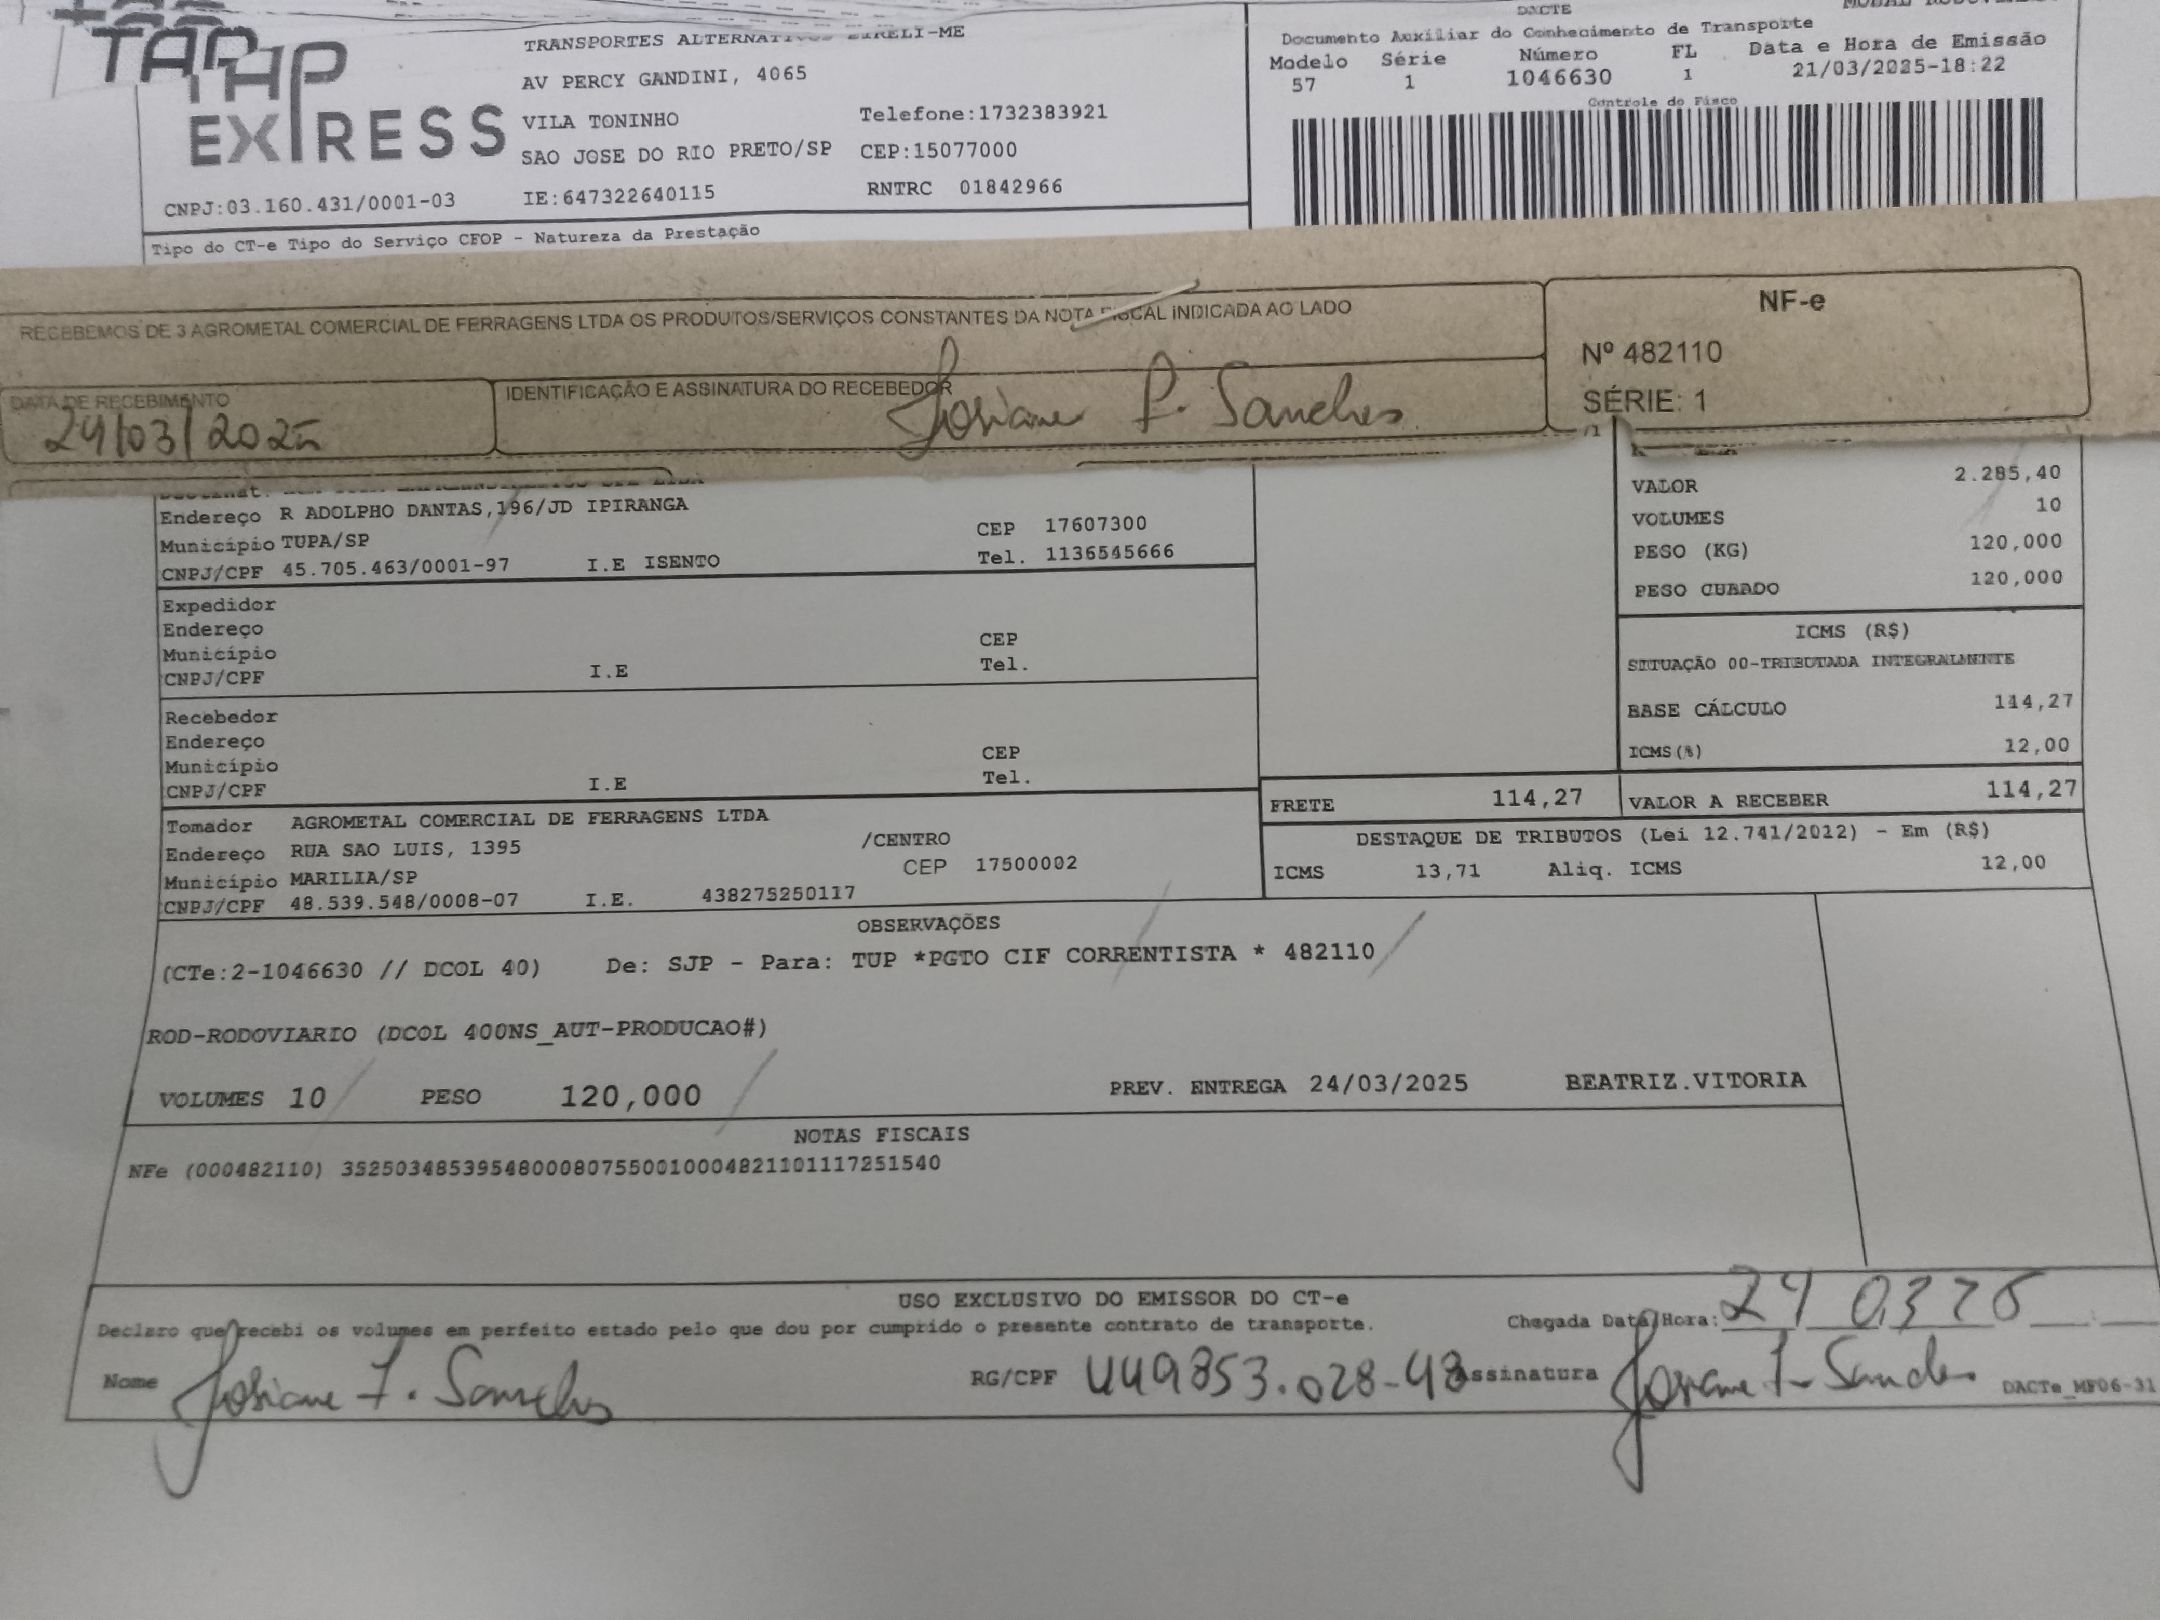 TAP
EXPRESS
CNPJ:03.160.431/0001-03
TRANSPORTES ALTERNATIVOS EIRELI-ME
AV PERCY GANDINI, 4065
VILA TONINHO Telefone:1732383921
SAO JOSE DO RIO PRETO/SP CEP:15077000
IE:647322640115 RNTRC 01842966
DACTE
Documento Auxiliar do Conhecimento de Transporte
Modelo Série Número FL Data e Hora de Emissão
57 1 1046630 1 21/03/2025-18:22
Controle do Fisco
Tipo do CT-e Tipo do Serviço CFOP - Natureza da Prestação
RECEBEMOS DE 3 AGROMETAL COMERCIAL DE FERRAGENS LTDA OS PRODUTOS/SERVIÇOS CONSTANTES DA NOTA FISCAL INDICADA AO LADO
DATA DE RECEBIMENTO
24/03/2025
IDENTIFICAÇÃO E ASSINATURA DO RECEBEDOR
Josiane F. Sanches
NF-e
Nº 482110
SÉRIE: 1
Endereço R ADOLPHO DANTAS,196/JD IPIRANGA CEP 17607300
Município TUPA/SP Tel. 1136545666
CNPJ/CPF 45.705.463/0001-97 I.E ISENTO
VALOR 2.285,40
VOLUMES 10
PESO (KG) 120,000
PESO CUBADO 120,000
Expedidor
Endereço
Município CEP
CNPJ/CPF I.E Tel.
ICMS (R$)
SITUAÇÃO 00-TRIBUTADA INTEGRALMENTE
BASE CÁLCULO 114,27
ICMS(%) 12,00
Recebedor
Endereço
Município CEP
CNPJ/CPF I.E Tel.
FRETE 114,27 VALOR A RECEBER 114,27
Tomador AGROMETAL COMERCIAL DE FERRAGENS LTDA
Endereço RUA SAO LUIS, 1395 /CENTRO
Município MARILIA/SP CEP 17500002
CNPJ/CPF 48.539.548/0008-07 I.E. 438275250117
DESTAQUE DE TRIBUTOS (Lei 12.741/2012) - Em (R$)
ICMS 13,71 Aliq. ICMS 12,00
OBSERVAÇÕES
(CTe:2-1046630 // DCOL 40) De: SJP - Para: TUP *PGTO CIF CORRENTISTA * 482110
ROD-RODOVIARIO (DCOL 400NS_AUT-PRODUCAO#)
VOLUMES 10 PESO 120,000 PREV. ENTREGA 24/03/2025 BEATRIZ.VITORIA
NOTAS FISCAIS
NFe (000482110) 35250348539548000807550010004821101117251540
USO EXCLUSIVO DO EMISSOR DO CT-e
Declaro que recebi os volumes em perfeito estado pelo que dou por cumprido o presente contrato de transporte. Chegada Data/Hora: 24 03 25
Nome Josiane F. Sanches RG/CPF 449853.028-48 Assinatura Josiane F. Sanches DACTe_MF06-31